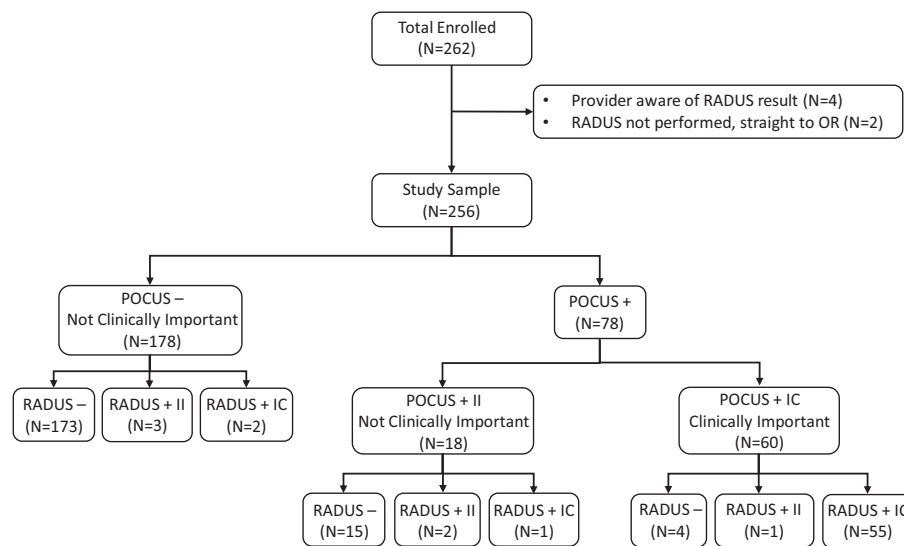 Total Enrolled
(N=262)
• Provider aware of RADUS result (N=4)
• RADUS not performed, straight to OR (N=2)
Study Sample
(N=256)
POCUS –
Not Clinically Important
(N=178)
POCUS +
(N=78)
RADUS –
(N=173)
RADUS + II
(N=3)
RADUS + IC
(N=2)
POCUS + II
Not Clinically Important
(N=18)
POCUS + IC
Clinically Important
(N=60)
RADUS –
(N=15)
RADUS + II
(N=2)
RADUS + IC
(N=1)
RADUS –
(N=4)
RADUS + II
(N=1)
RADUS + IC
(N=55)